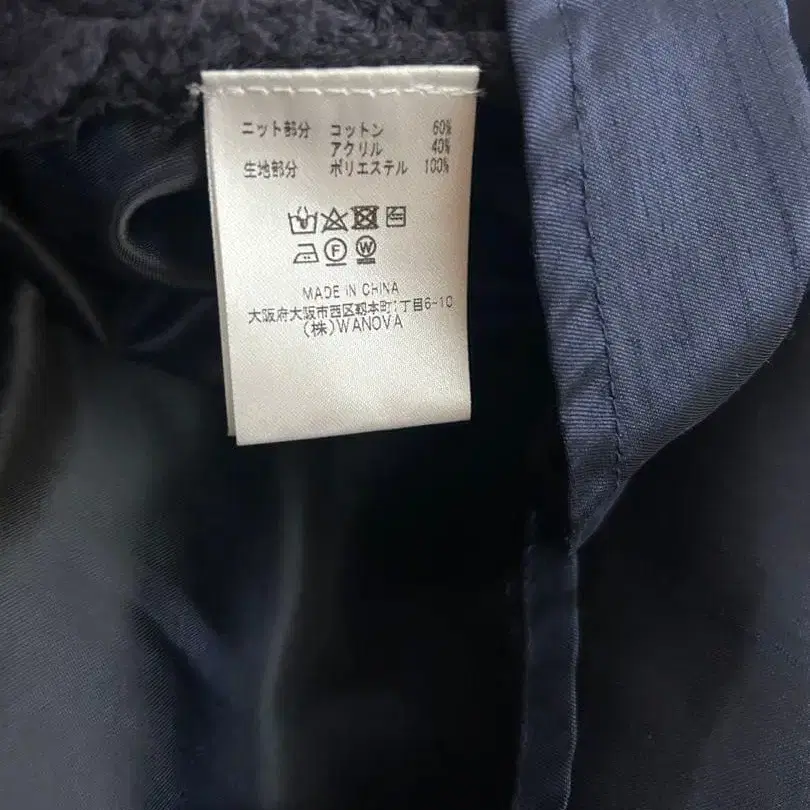 ニット部分 コットン 60%
アクリル 40%
生地部分 ポリエステル 100%
F W
MADE IN CHINA
大阪府大阪市西区靱本町1丁目6-10
(株)WANOVA